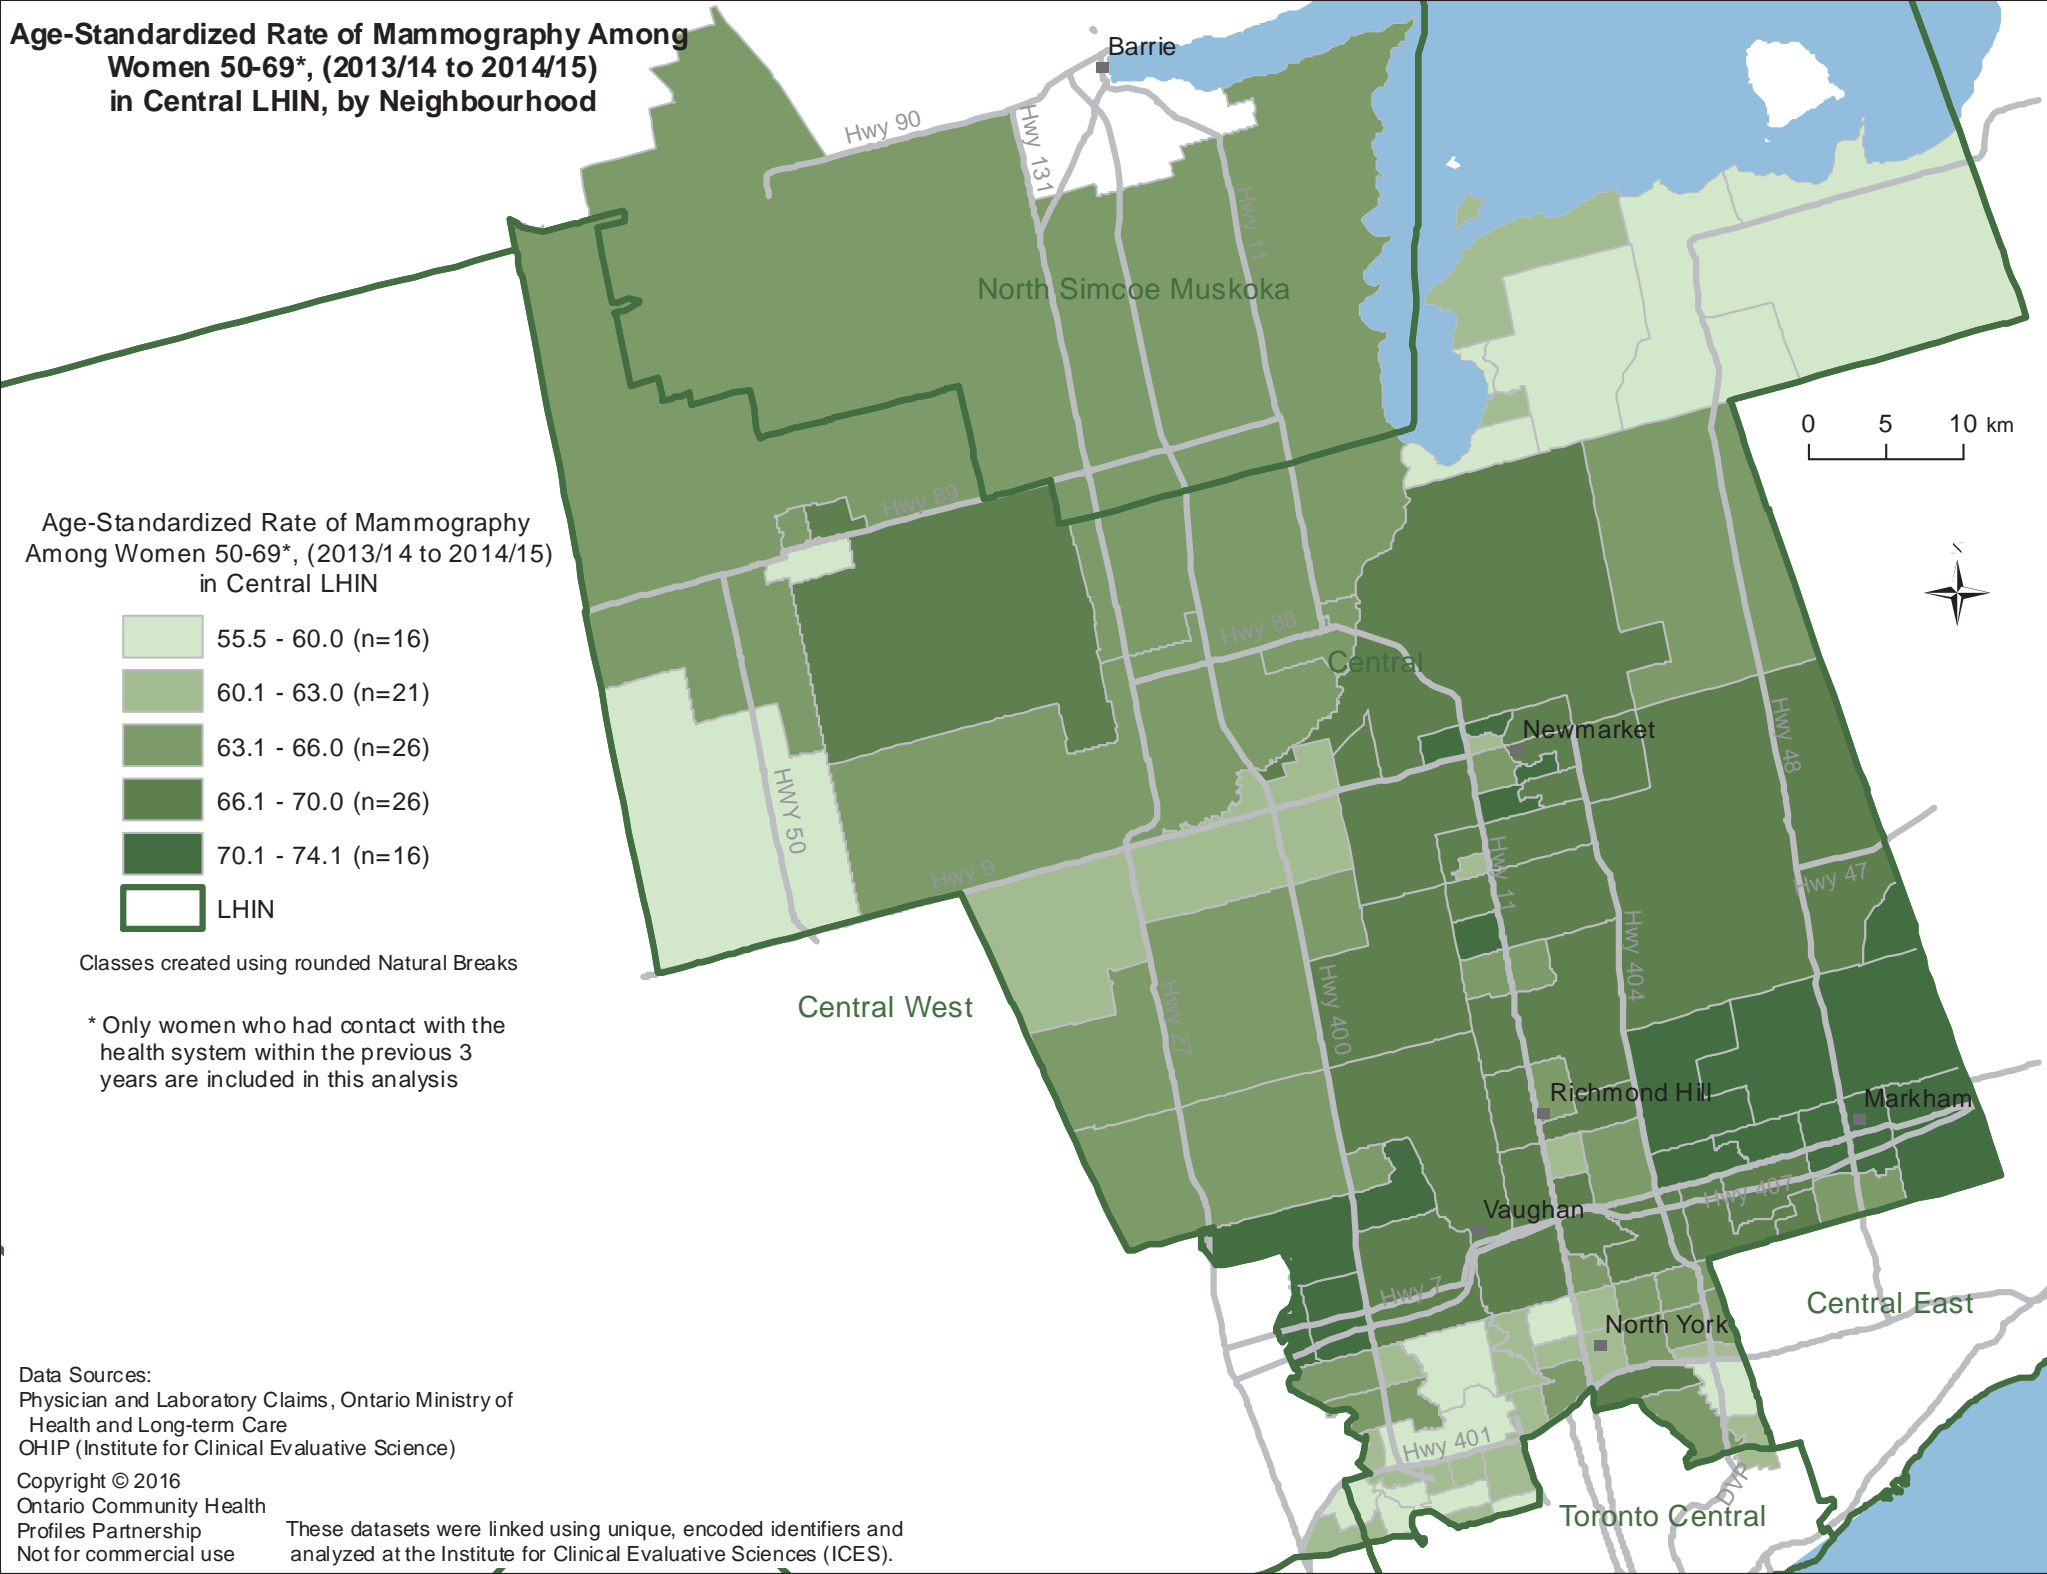 Age-Standardized Rate of Mammography Among
Women 50-69*, (2013/14 to 2014/15)
in Central LHIN, by Neighbourhood
Barrie
Hwy 90
Hwy 131
Hwy 11
North Simcoe Muskoka
0 5 10 km
N
Hwy 89
Age-Standardized Rate of Mammography
Among Women 50-69*, (2013/14 to 2014/15)
in Central LHIN
55.5 - 60.0 (n=16)
60.1 - 63.0 (n=21)
63.1 - 66.0 (n=26)
66.1 - 70.0 (n=26)
70.1 - 74.1 (n=16)
LHIN
Classes created using rounded Natural Breaks
* Only women who had contact with the
health system within the previous 3
years are included in this analysis
Hwy 88
Central
Newmarket
Hwy 48
HWY 50
Hwy 9
Hwy 11
Hwy 47
Hwy 404
Central West
Hwy 27
Hwy 400
Richmond Hill
Markham
Hwy 407
Vaughan
Hwy 7
Central East
North York
Hwy 401
DVP
Toronto Central
Data Sources:
Physician and Laboratory Claims, Ontario Ministry of
Health and Long-term Care
OHIP (Institute for Clinical Evaluative Science)
Copyright © 2016
Ontario Community Health
Profiles Partnership
Not for commercial use
These datasets were linked using unique, encoded identifiers and
analyzed at the Institute for Clinical Evaluative Sciences (ICES).